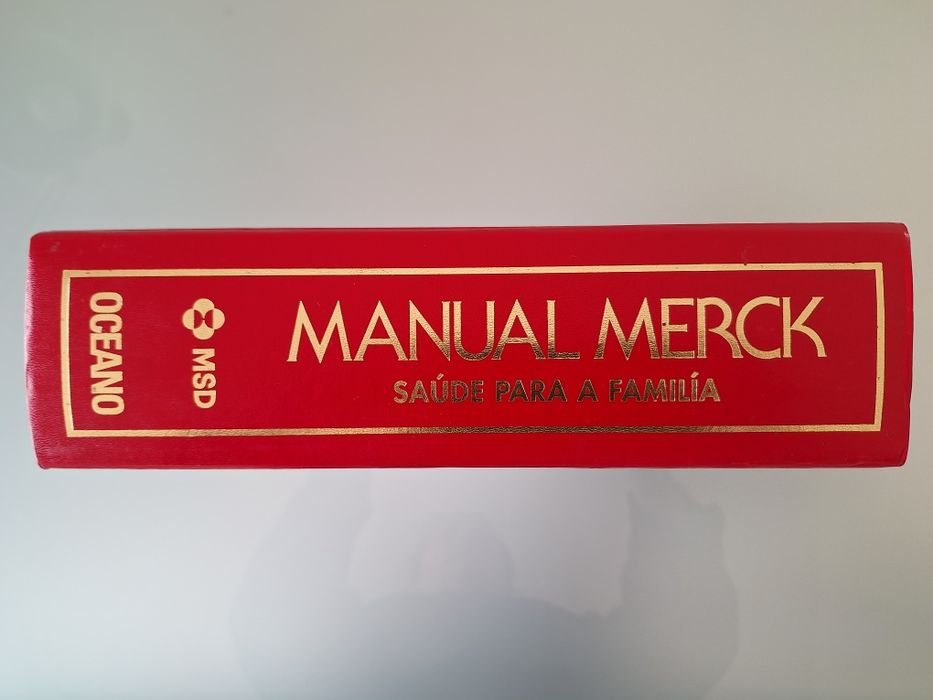 MANUAL MERCK
SAÚDE PARA A FAMILÍA
MSD
OCEANO